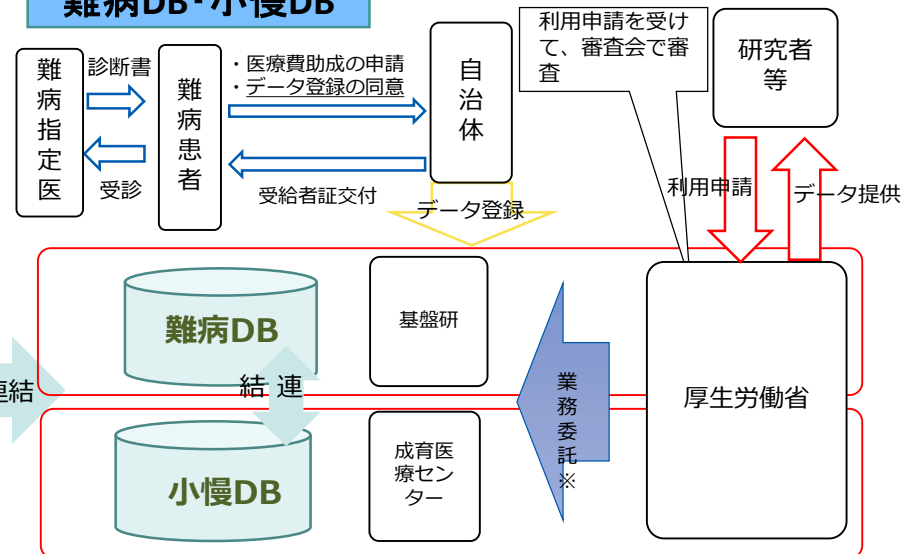 難病DB・小慢DB
難病指定医
診断書
受診
難病患者
・医療費助成の申請
・データ登録の同意
受給者証交付
自治体
利用申請を受け
て、審査会で審
査
研究者
等
データ登録
利用申請
データ提供
難病DB
基盤研
連結
結 連
業務委託※
厚生労働省
小慢DB
成育医
療セン
ター